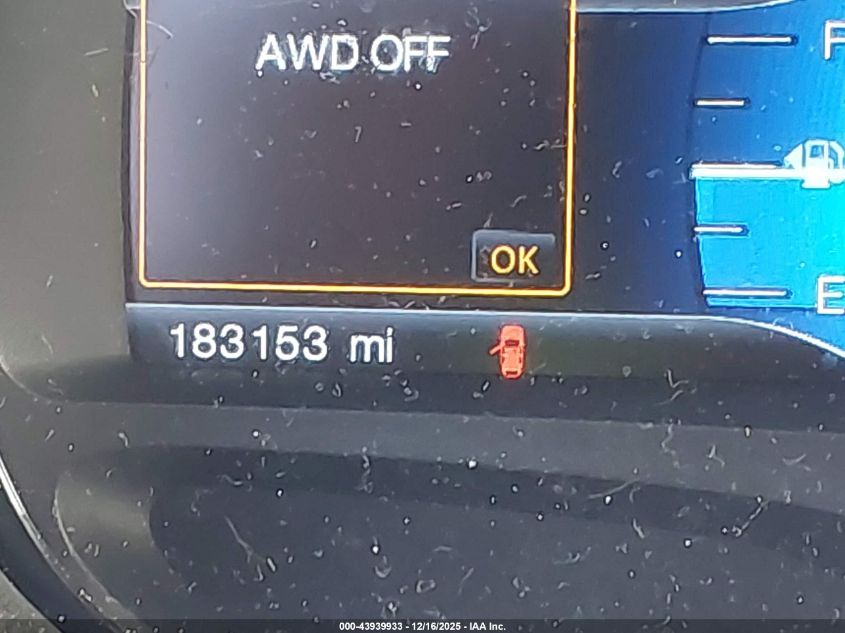 AWD OFF
F
OK
E
183153 mi
000-43939933 - 12/16/2025 - IAA Inc.